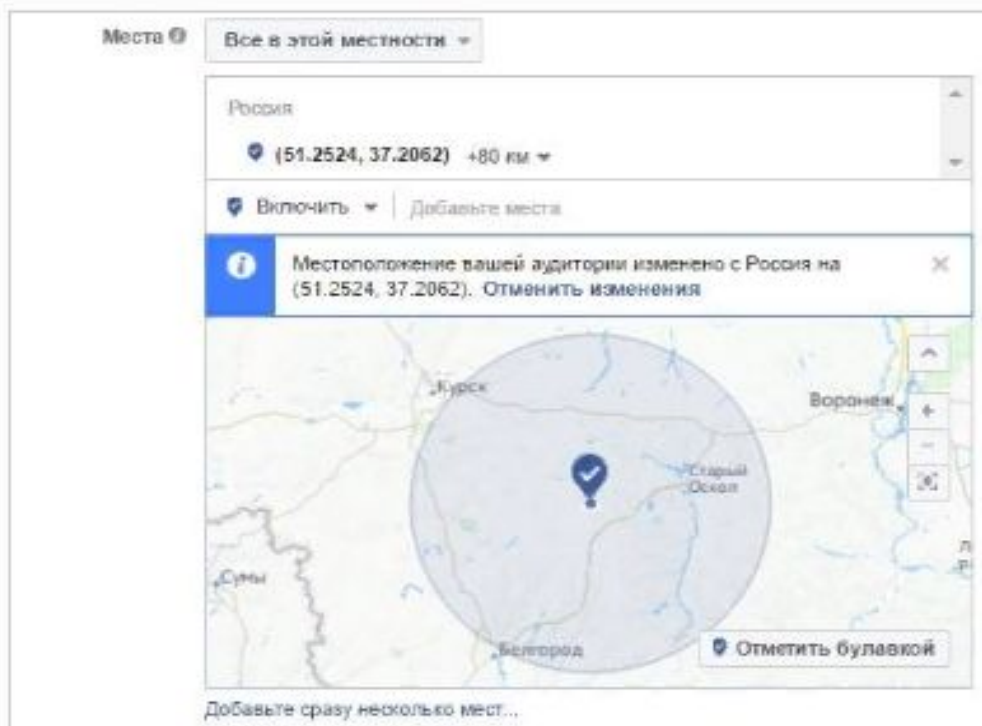 Места
Все в этой местности
Россия
(51.2524, 37.2062) +80 км
Включить Добавьте места
Местоположение вашей аудитории изменено с Россия на
(51.2524, 37.2062). Отменить изменения
Курск
Воронеж
Старый
Оскол
Сумы
Белгород
Отметить булавкой
Добавьте сразу несколько мест...